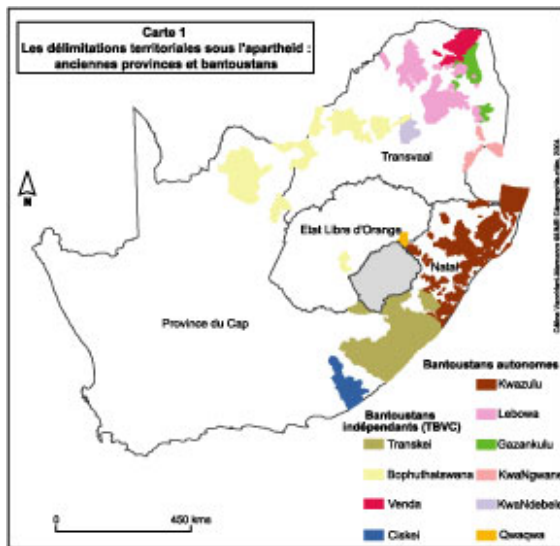 Carte 1
Les délimitations territoriales sous l'apartheid :
anciennes provinces et bantoustans
N
Transvaal
Etat Libre d'Orange
Natal
Province du Cap
Bantoustans autonomes
Kwazulu
Lebowa
Gazankulu
KwaNgwane
KwaNdebele
Qwaqwa
Bantoustans
indépendants (TBVC)
Transkei
Bophuthatswana
Venda
Ciskei
0 450 kms